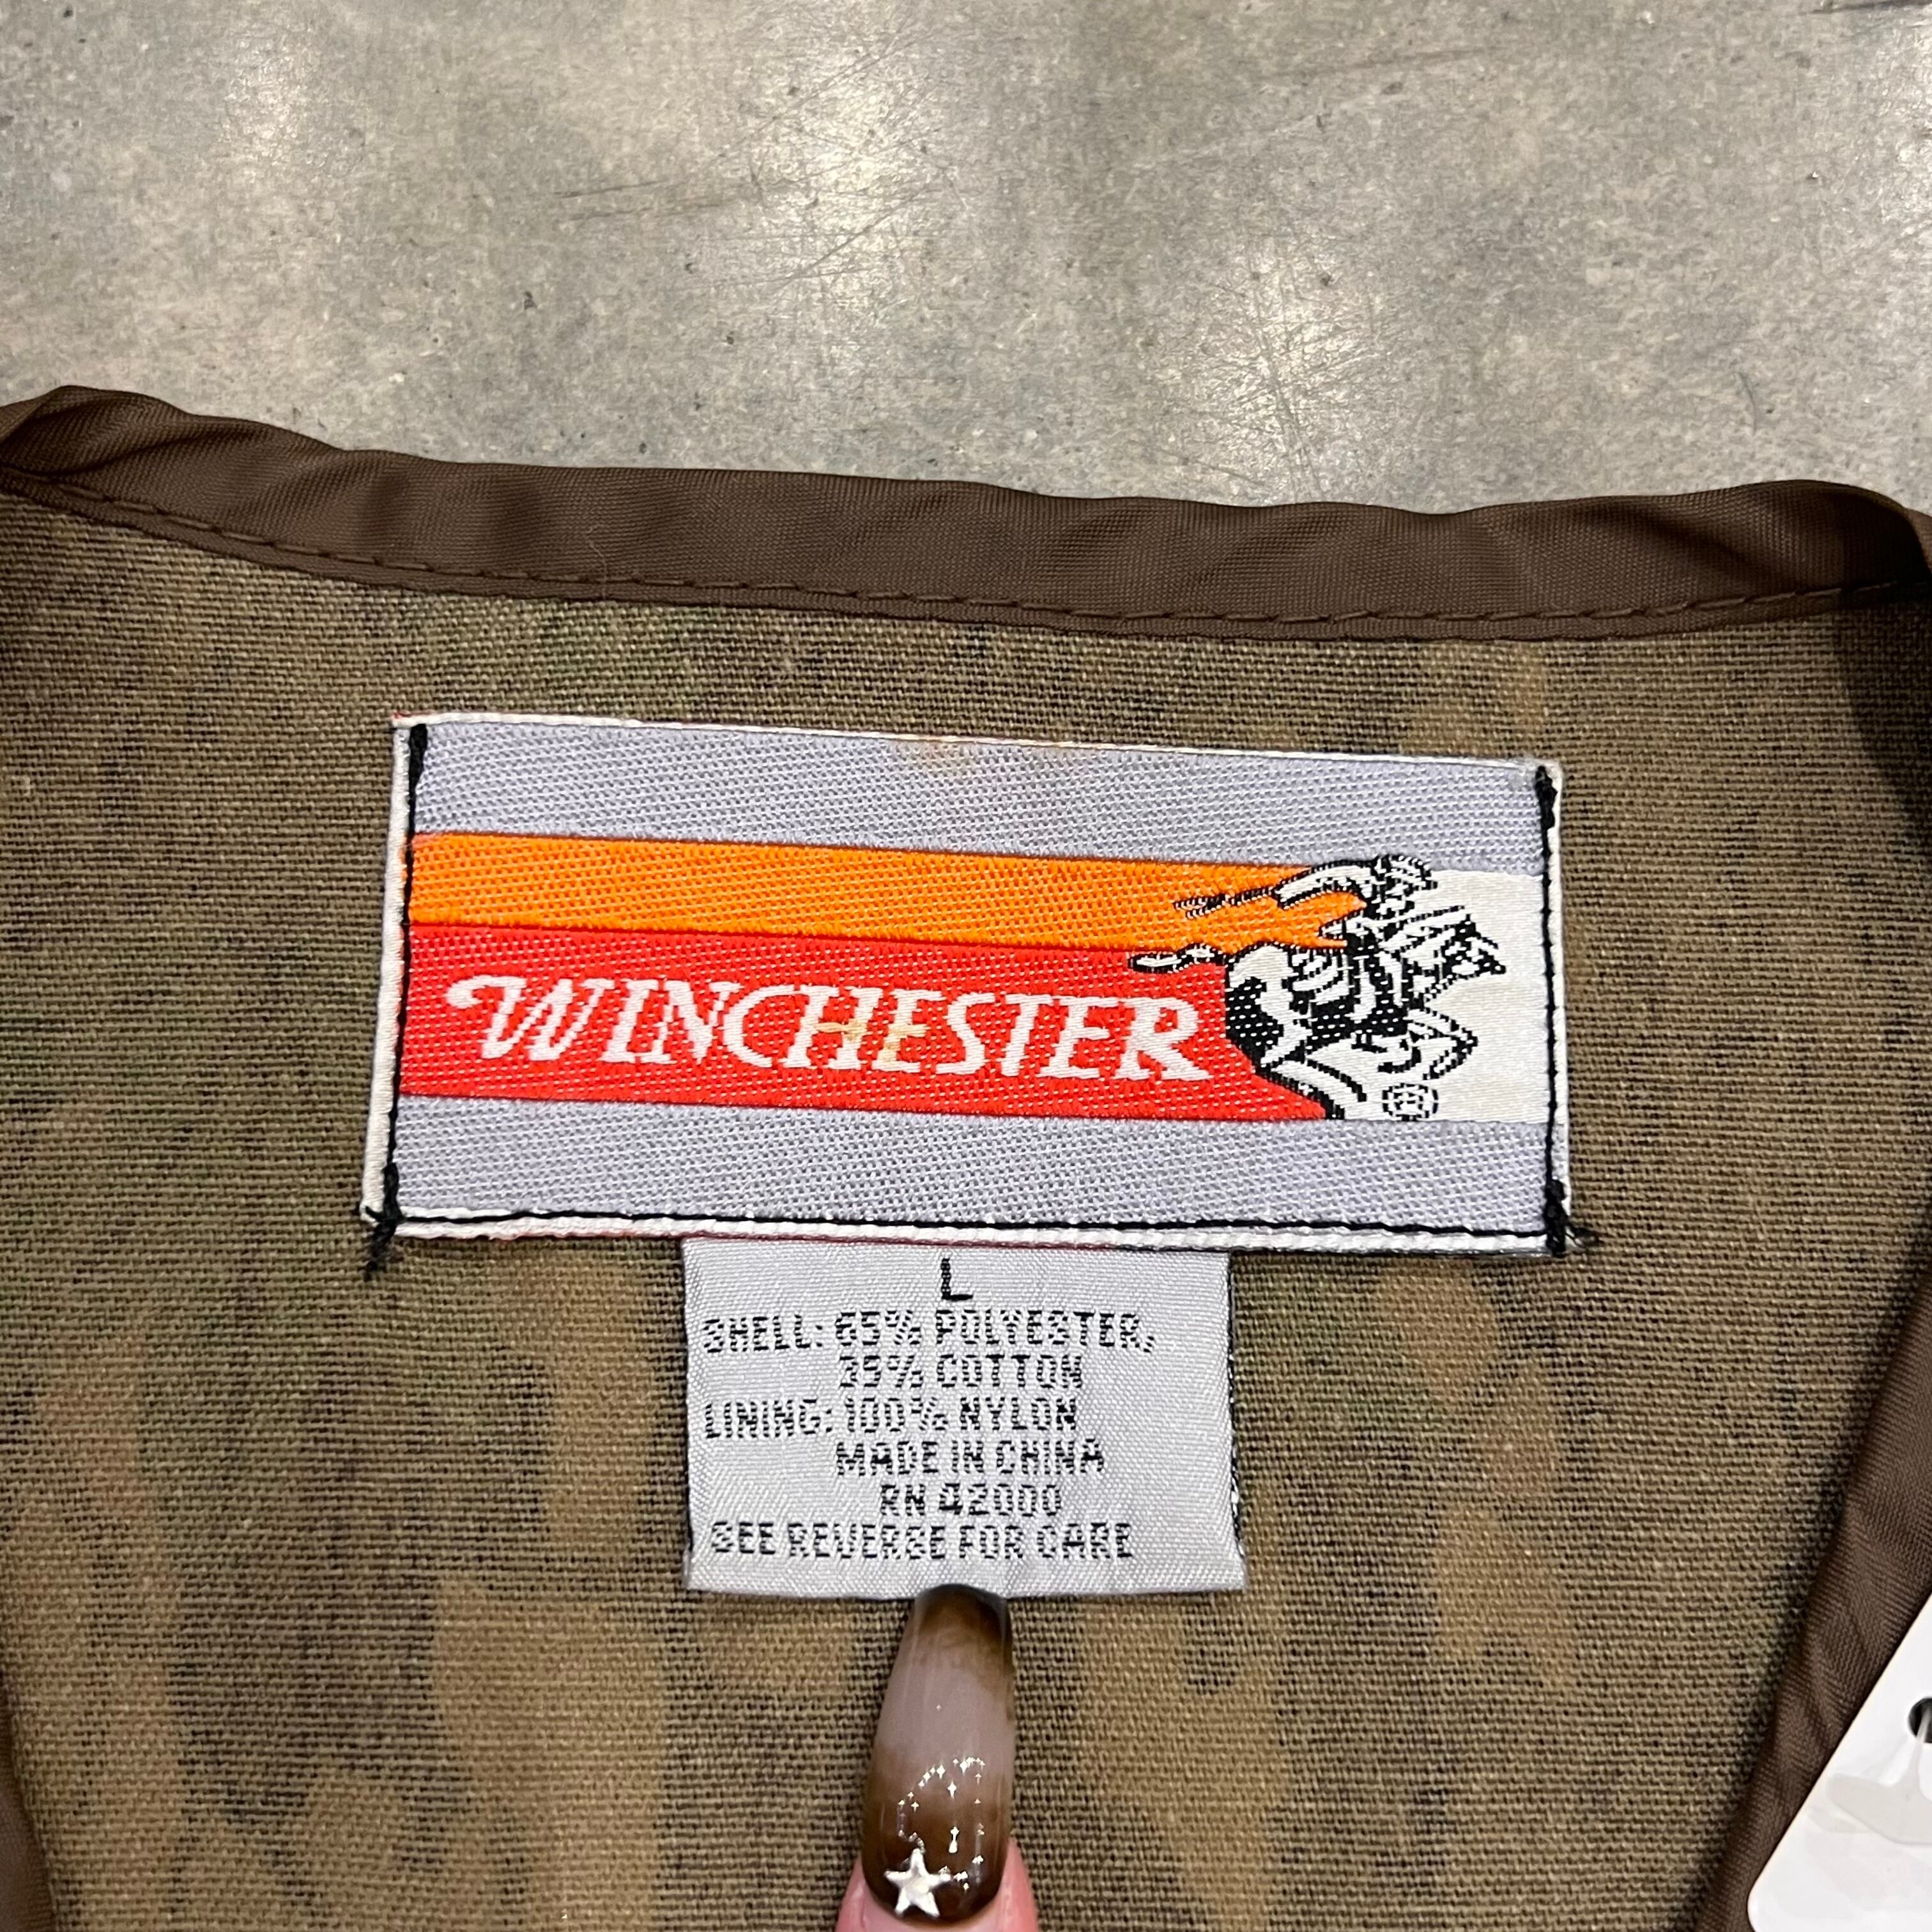 WINCHESTER
®
L
SHELL: 65% POLYESTER,
35% COTTON
LINING: 100% NYLON
MADE IN CHINA
RN 42000
SEE REVERSE FOR CARE